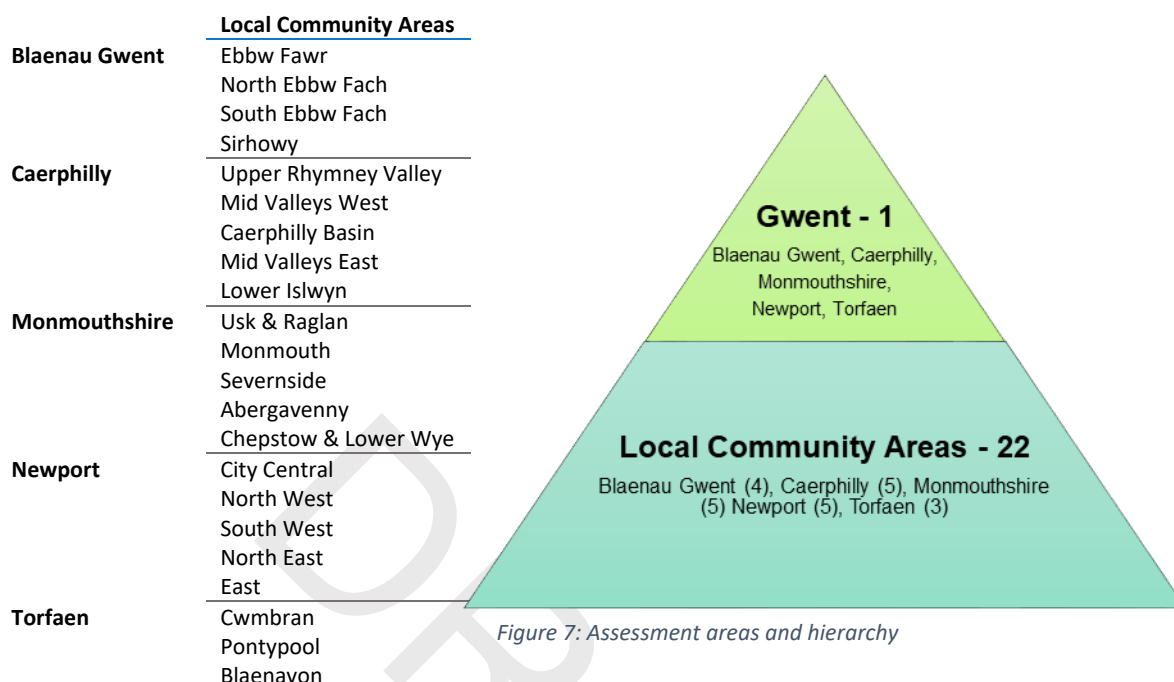 Local Community Areas
Blaenau Gwent Ebbw Fawr
North Ebbw Fach
South Ebbw Fach
Sirhowy
Caerphilly Upper Rhymney Valley
Mid Valleys West
Caerphilly Basin
Mid Valleys East
Lower Islwyn
Monmouthshire Usk & Raglan
Monmouth
Severnside
Abergavenny
Chepstow & Lower Wye
Newport City Central
North West
South West
North East
East
Torfaen Cwmbran
Pontypool
Blaenavon
Gwent - 1
Blaenau Gwent, Caerphilly,
Monmouthshire,
Newport, Torfaen
Local Community Areas - 22
Blaenau Gwent (4), Caerphilly (5), Monmouthshire
(5) Newport (5), Torfaen (3)
Figure 7: Assessment areas and hierarchy